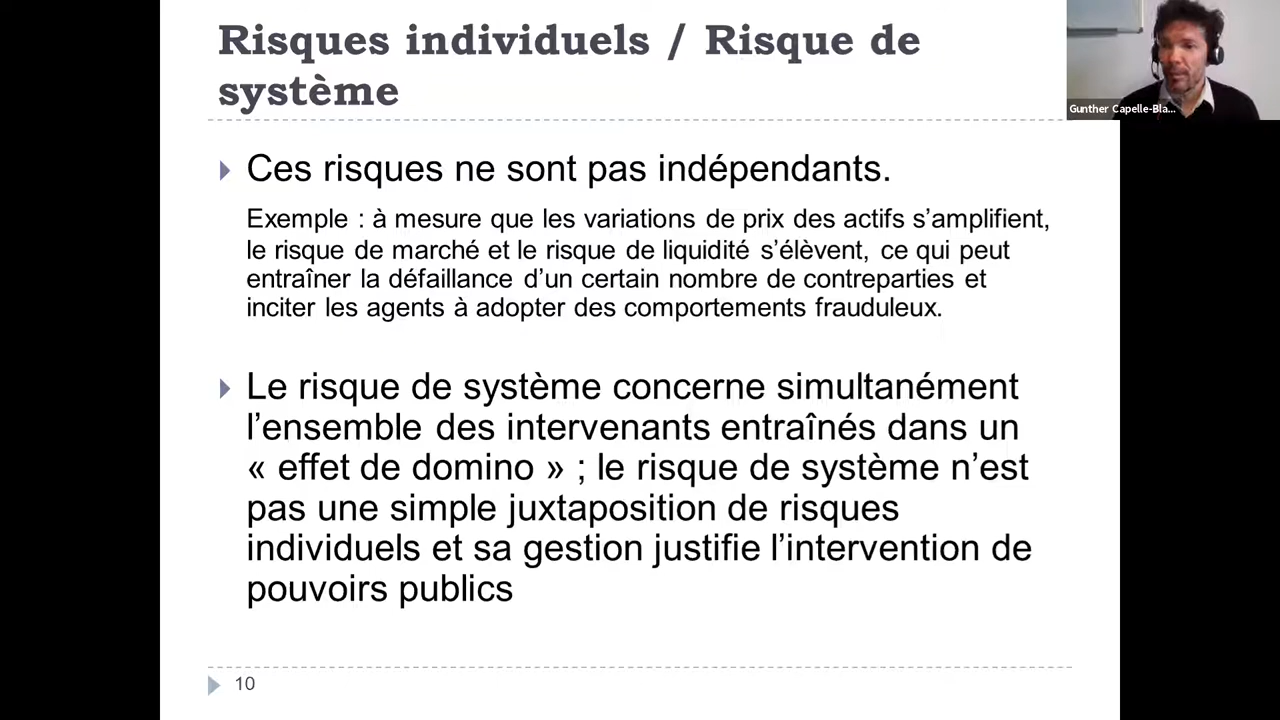 Risques individuels / Risque de
système
Gunther Capelle-Bla...
Ces risques ne sont pas indépendants.
Exemple : à mesure que les variations de prix des actifs s’amplifient,
le risque de marché et le risque de liquidité s’élèvent, ce qui peut
entraîner la défaillance d’un certain nombre de contreparties et
inciter les agents à adopter des comportements frauduleux.
Le risque de système concerne simultanément
l’ensemble des intervenants entraînés dans un
« effet de domino » ; le risque de système n’est
pas une simple juxtaposition de risques
individuels et sa gestion justifie l’intervention de
pouvoirs publics
10